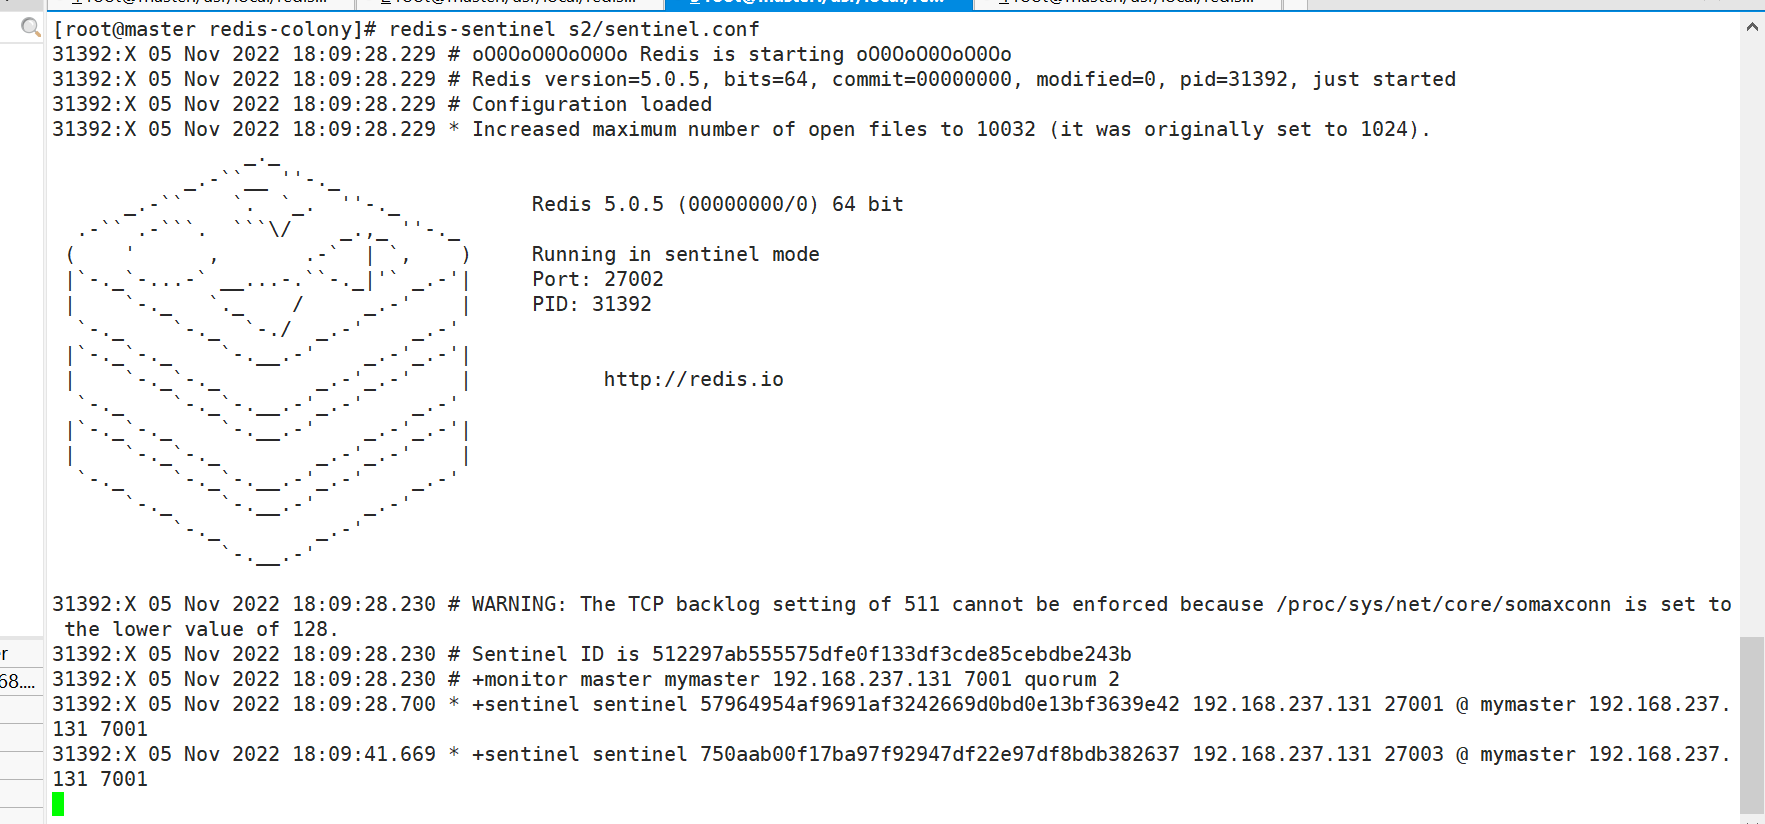 [root@master redis-colony]# redis-sentinel s2/sentinel.conf
31392:X 05 Nov 2022 18:09:28.229 # oO0OoO0OoO0Oo Redis is starting oO0OoO0OoO0Oo
31392:X 05 Nov 2022 18:09:28.229 # Redis version=5.0.5, bits=64, commit=00000000, modified=0, pid=31392, just started
31392:X 05 Nov 2022 18:09:28.229 # Configuration loaded
31392:X 05 Nov 2022 18:09:28.229 * Increased maximum number of open files to 10032 (it was originally set to 1024).
Redis 5.0.5 (00000000/0) 64 bit
Running in sentinel mode
Port: 27002
PID: 31392
http://redis.io
31392:X 05 Nov 2022 18:09:28.230 # WARNING: The TCP backlog setting of 511 cannot be enforced because /proc/sys/net/core/somaxconn is set to
the lower value of 128.
31392:X 05 Nov 2022 18:09:28.230 # Sentinel ID is 512297ab555575dfe0f133df3cde85cebdbe243b
31392:X 05 Nov 2022 18:09:28.230 # +monitor master mymaster 192.168.237.131 7001 quorum 2
31392:X 05 Nov 2022 18:09:28.700 * +sentinel sentinel 57964954af9691af3242669d0bd0e13bf3639e42 192.168.237.131 27001 @ mymaster 192.168.237.
131 7001
31392:X 05 Nov 2022 18:09:41.669 * +sentinel sentinel 750aab00f17ba97f92947df22e97df8bdb382637 192.168.237.131 27003 @ mymaster 192.168.237.
131 7001
68....